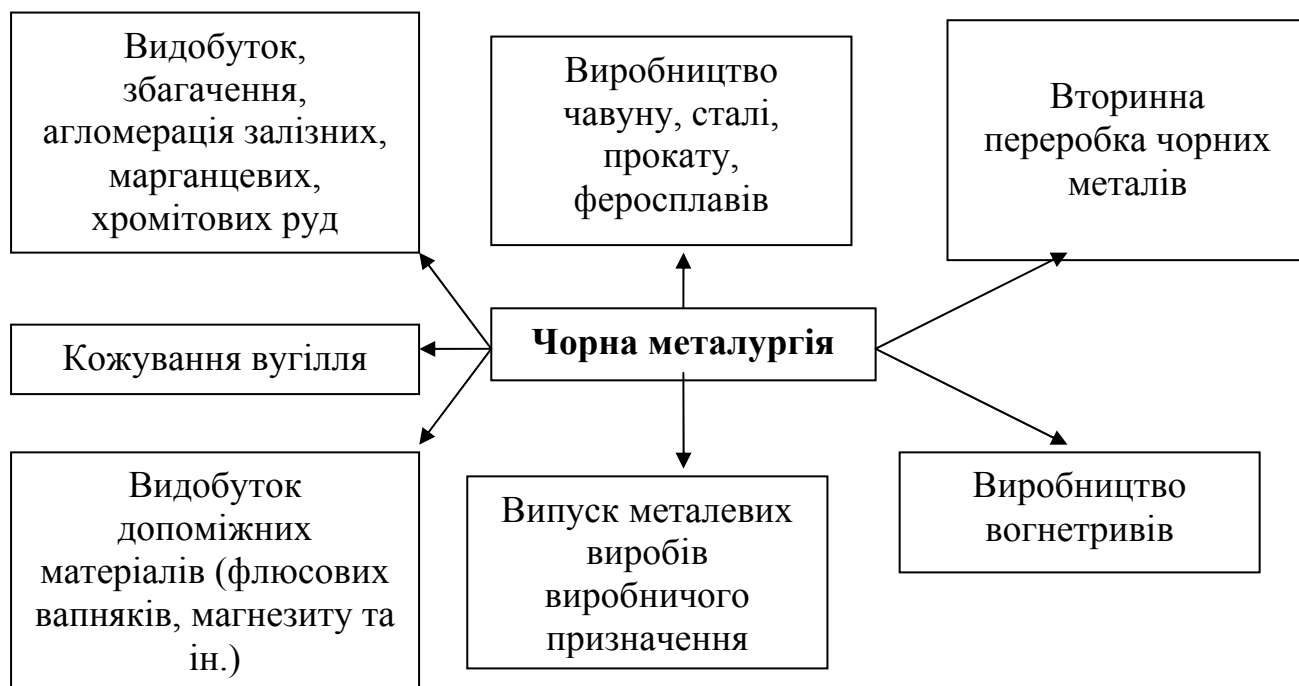 Видобуток,
збагачення,
агломерація залізних,
марганцевих,
хромітових руд
Виробництво
чавуну, сталі,
прокату,
феросплавів
Вторинна
переробка чорних
металів
Кожування вугілля
Чорна металургія
Видобуток
допоміжних
матеріалів (флюсових
вапняків, магнезиту та
ін.)
Випуск металевих
виробів
виробничого
призначення
Виробництво
вогнетривів